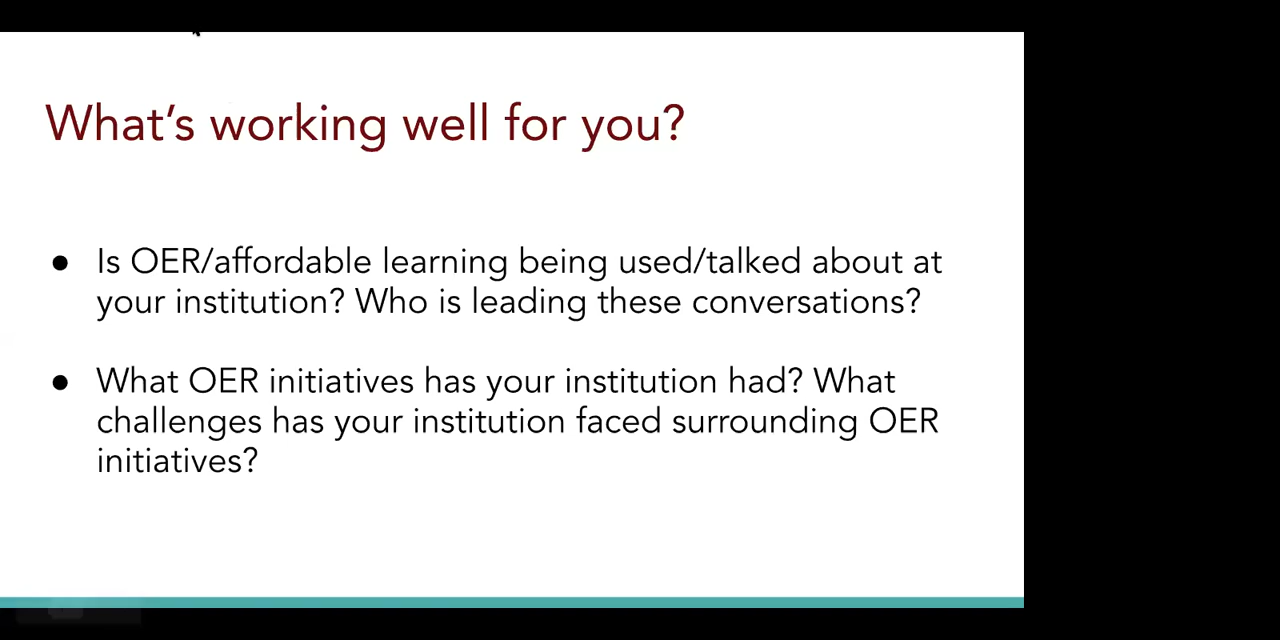 What’s working well for you?
● Is OER/affordable learning being used/talked about at
your institution? Who is leading these conversations?
● What OER initiatives has your institution had? What
challenges has your institution faced surrounding OER
initiatives?